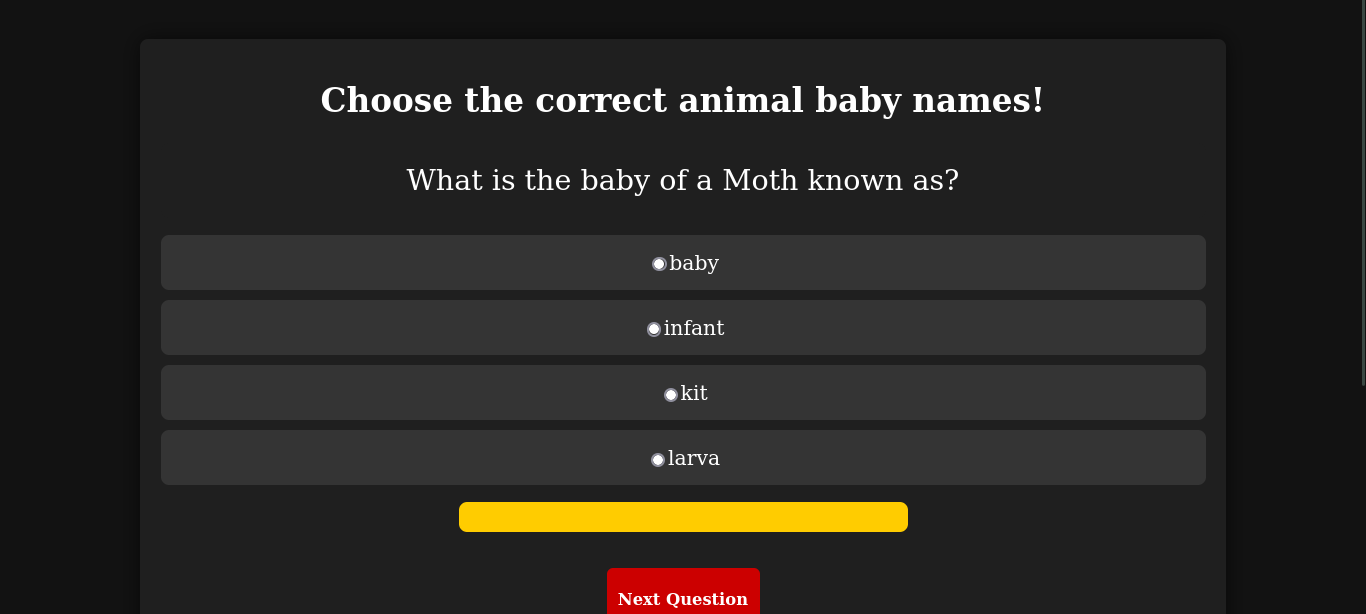 Choose the correct animal baby names!
What is the baby of a Moth known as?
baby
infant
kit
larva
Next Question